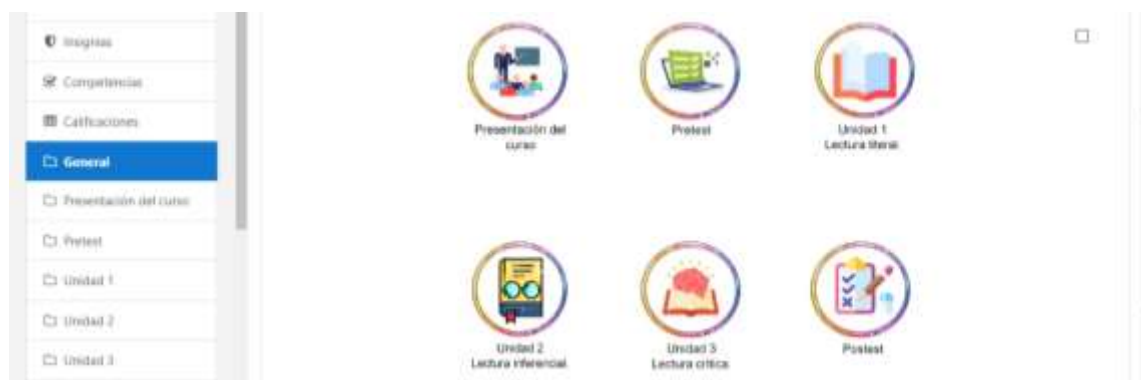 Insignias
Competencias
Calificaciones
General
Presentación del curso
Pretest
Unidad 1
Unidad 2
Unidad 3
Presentación del
curso
Pretest
Unidad 1
Lectura literal
Unidad 2
Lectura inferencial
Unidad 3
Lectura crítica
Postest